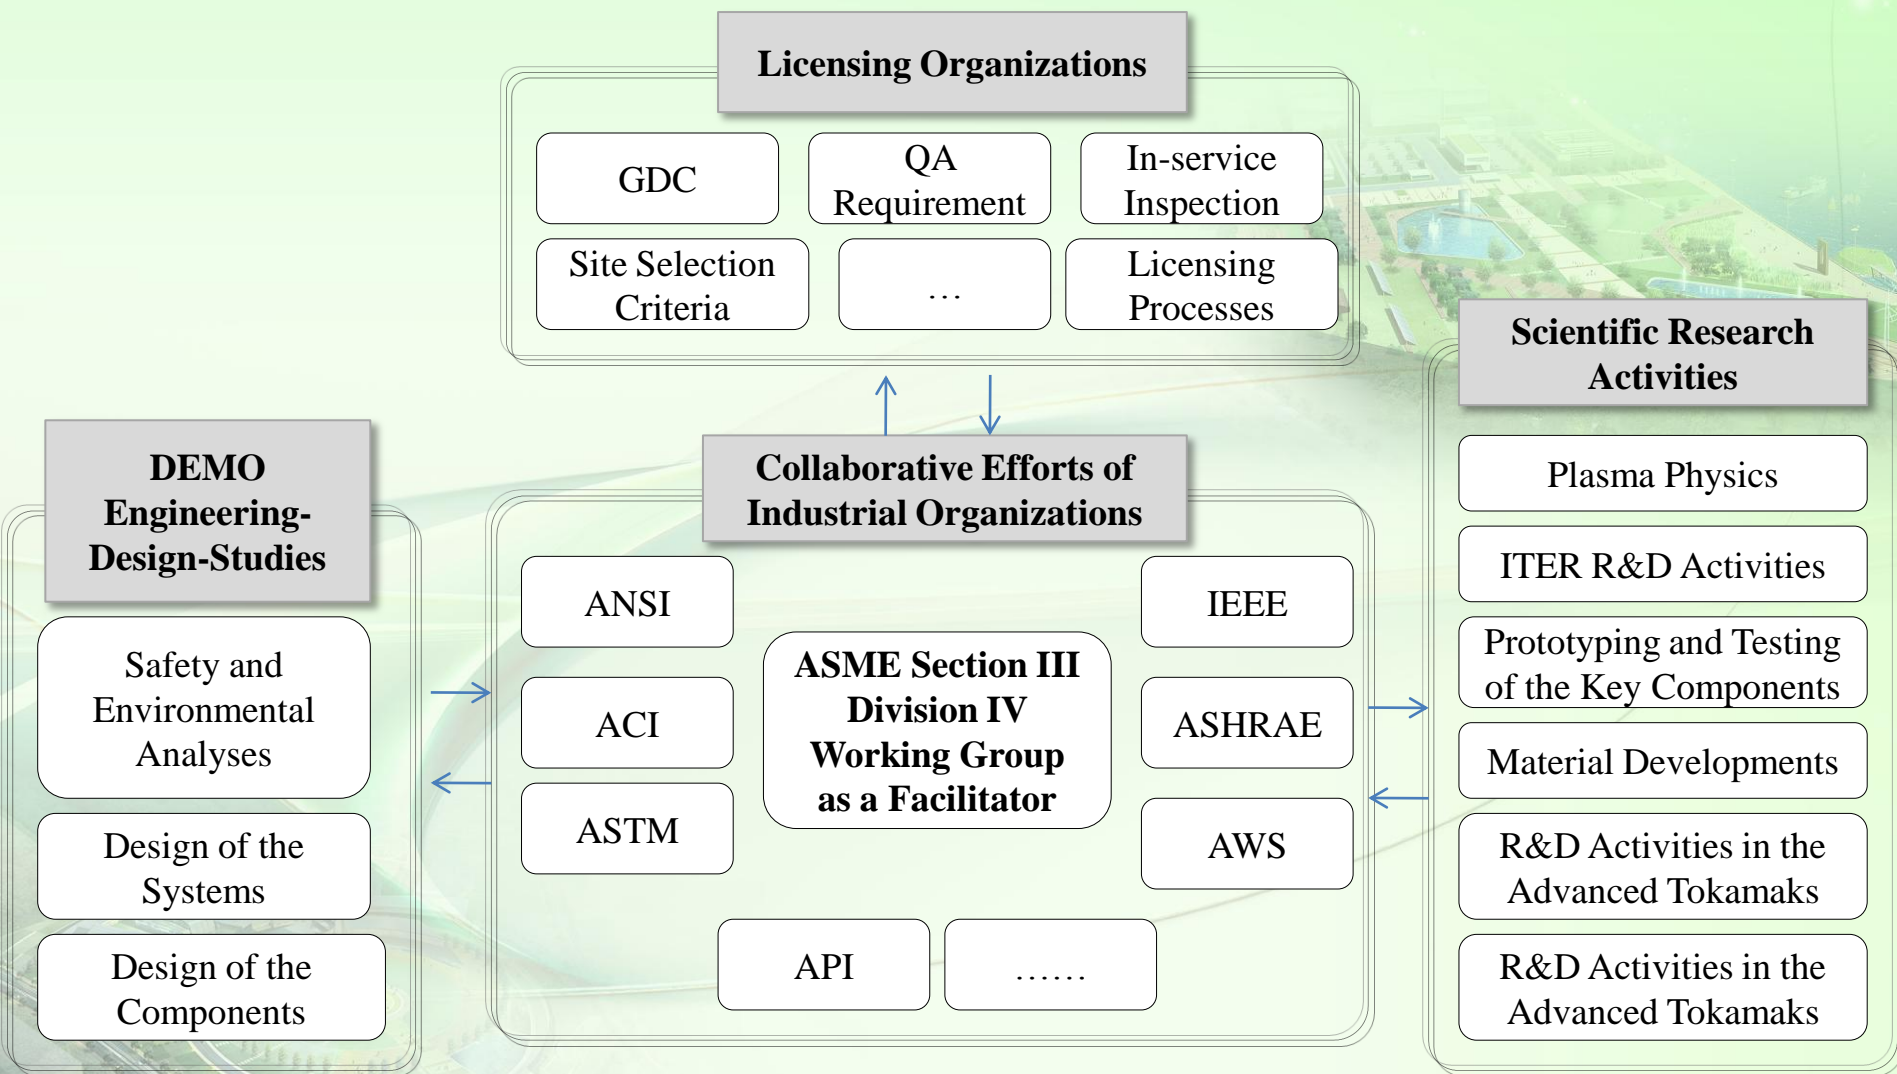 Licensing Organizations
GDC
QA
Requirement
In-service
Inspection
Site Selection
Criteria
…
Licensing
Processes
DEMO
Engineering-
Design-Studies
Safety and
Environmental
Analyses
Design of the
Systems
Design of the
Components
Collaborative Efforts of
Industrial Organizations
ANSI
ACI
ASTM
ASME Section III
Division IV
Working Group
as a Facilitator
IEEE
ASHRAE
AWS
API
……
Scientific Research
Activities
Plasma Physics
ITER R&D Activities
Prototyping and Testing
of the Key Components
Material Developments
R&D Activities in the
Advanced Tokamaks
R&D Activities in the
Advanced Tokamaks